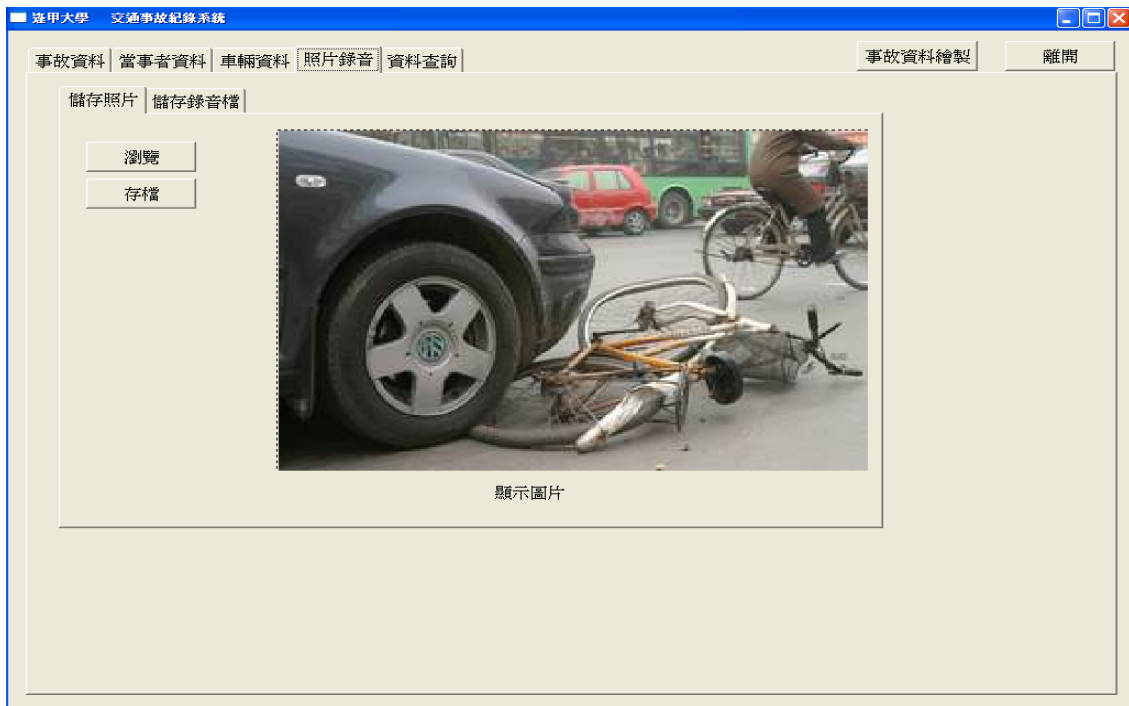 逢甲大學 交通事故紀錄系統
事故資料 當事者資料 車輛資料 照片錄音 資料查詢 事故資料繪製 離開
儲存照片 儲存錄音檔
瀏覽
存檔
顯示圖片